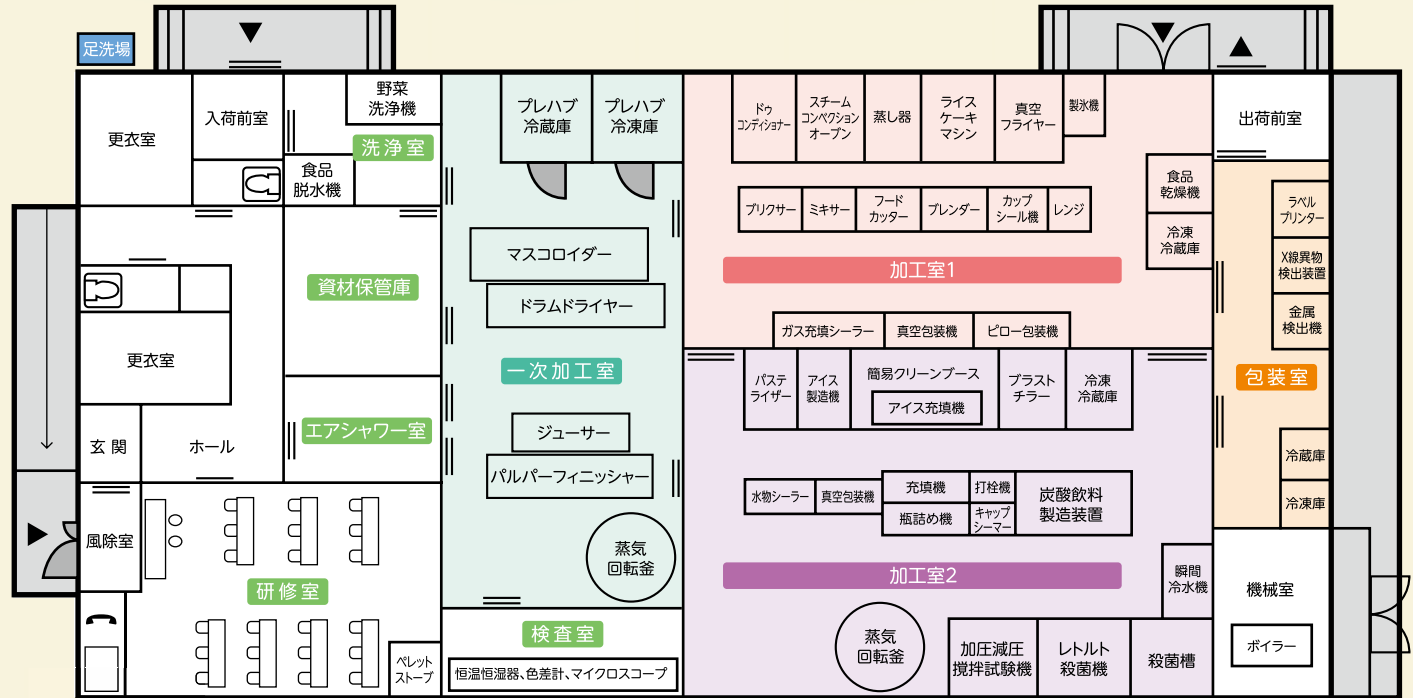 足洗場
更衣室
入荷前室
野菜
洗浄機
洗浄室
食品
脱水機
資材保管庫
更衣室
エアシャワー室
玄関
ホール
風除室
研修室
ペレット
ストーブ
プレハブ
冷蔵庫
プレハブ
冷凍庫
マスコロイダー
ドラムドライヤー
一次加工室
ジューサー
パルパーフィニッシャー
蒸気
回転釜
検査室
恒温恒湿器、色差計、マイクロスコープ
ドゥ
コンディショナー
スチーム
コンベクション
オーブン
蒸し器
ライス
ケーキ
マシン
真空
フライヤー
製氷機
食品
乾燥機
冷凍
冷蔵庫
ブリクサー
ミキサー
フード
カッター
ブレンダー
カップ
シール機
レンジ
加工室1
ガス充填シーラー
真空包装機
ピロー包装機
パステ
ライザー
アイス
製造機
簡易クリーンブース
アイス充填機
ブラスト
チラー
冷凍
冷蔵庫
水物シーラー
真空包装機
充填機
瓶詰め機
打栓機
キャップ
シーマー
炭酸飲料
製造装置
加工室2
瞬間
冷水機
蒸気
回転釜
加圧減圧
撹拌試験機
レトルト
殺菌機
殺菌槽
出荷前室
ラベル
プリンター
X線異物
検出装置
金属
検出機
包装室
冷蔵庫
冷凍庫
機械室
ボイラー